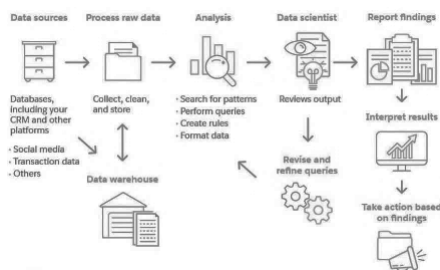 Data sources
Process raw data
Analysis
Data scientist
Report findings
Databases,
including your
CRM and other
platforms
• Social media
• Transaction data
• Others
Collect, clean,
and store
• Search for patterns
• Perform queries
• Create rules
• Format data
Reviews output
Interpret results
Data warehouse
Revise and
refine queries
Take action based
on findings